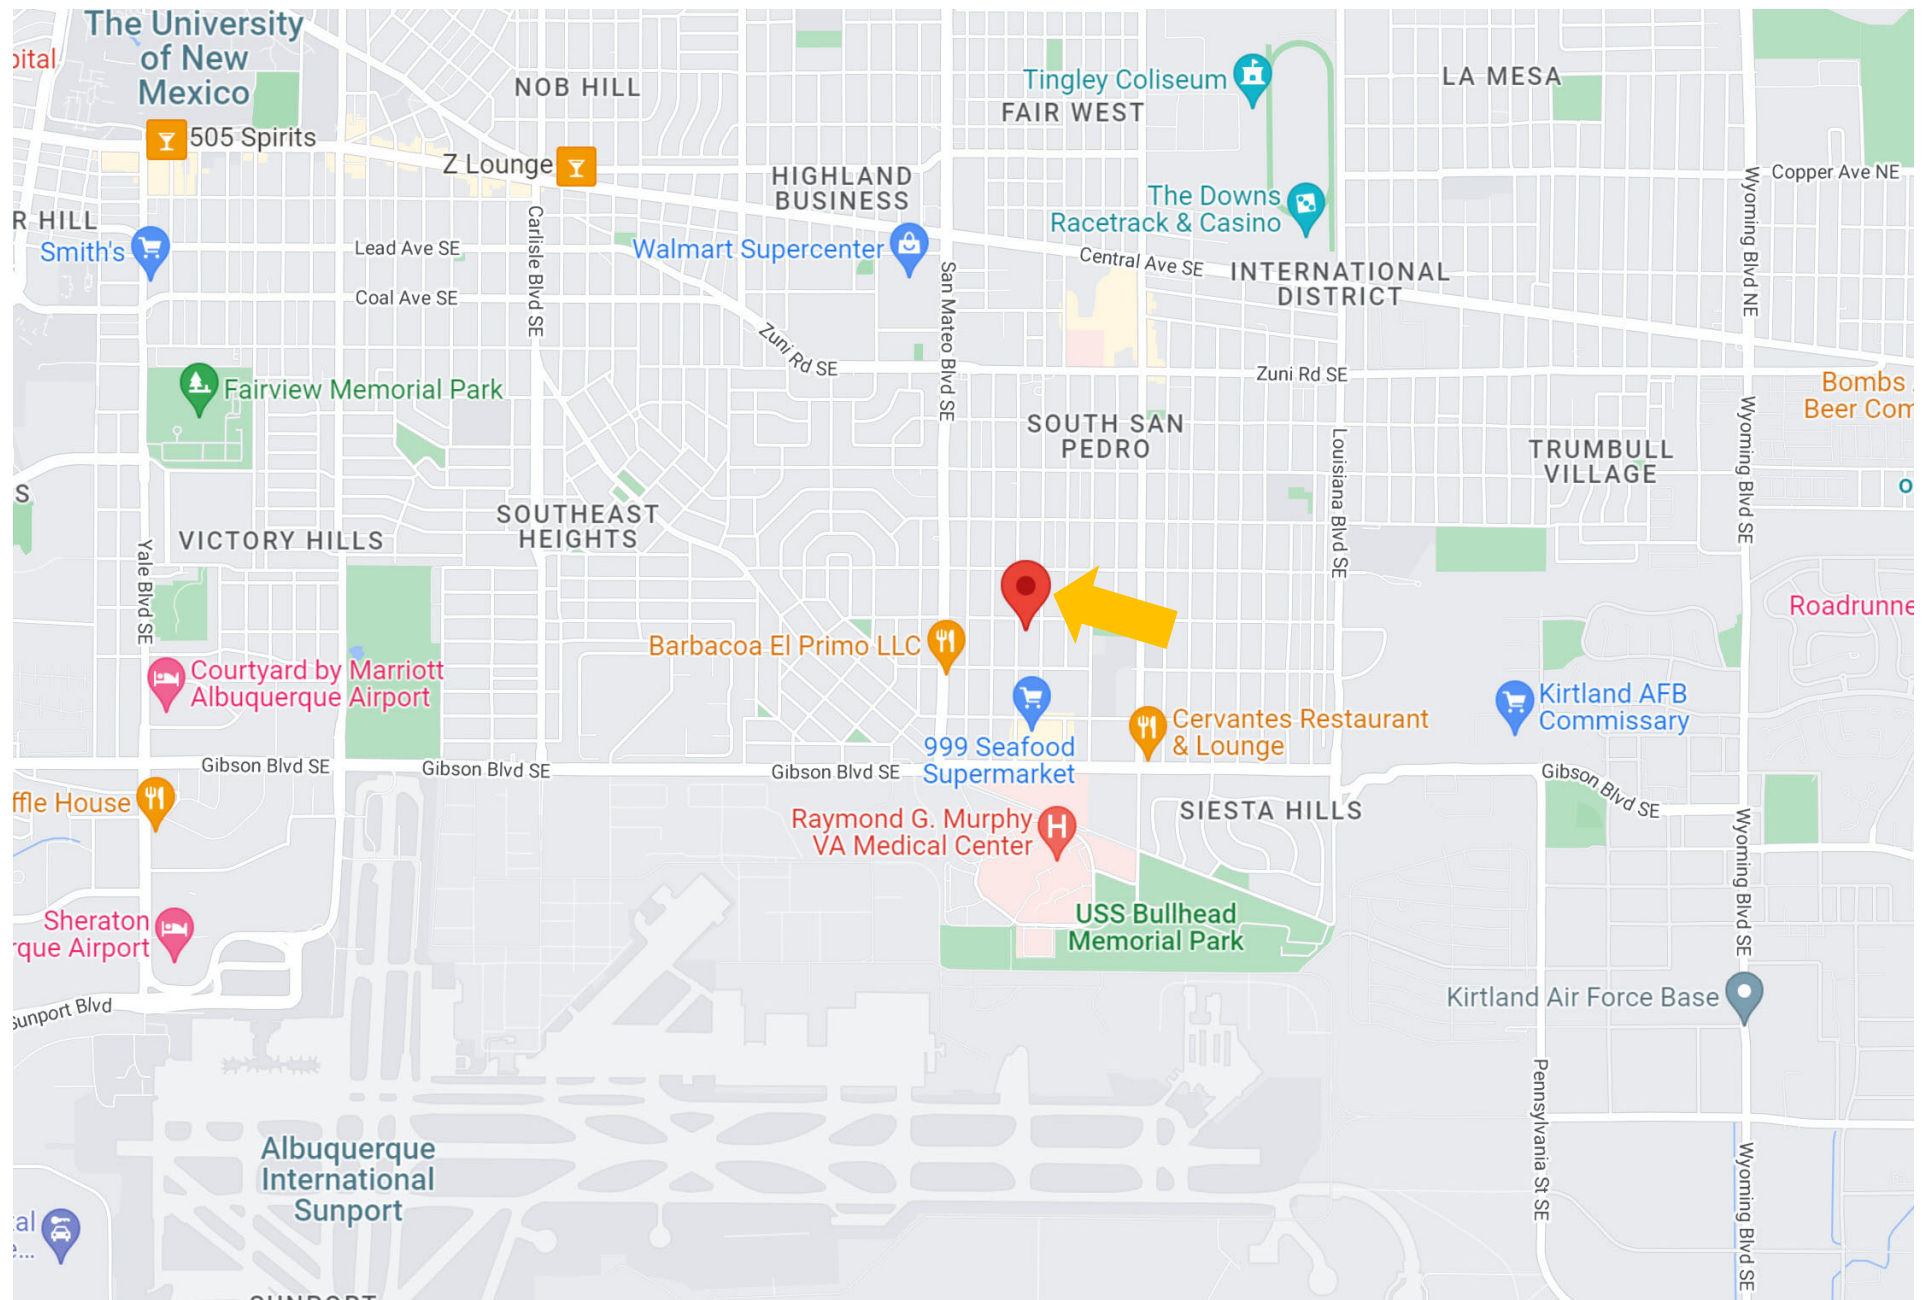 The University
of New
Mexico
pital
NOB HILL
Tingley Coliseum
FAIR WEST
LA MESA
505 Spirits
Z Lounge
HIGHLAND
BUSINESS
Copper Ave NE
Wyoming Blvd NE
The Downs
Racetrack & Casino
R HILL
Smith's
Lead Ave SE
Carlisle Blvd SE
Walmart Supercenter
Central Ave SE
INTERNATIONAL
DISTRICT
Coal Ave SE
San Mateo Blvd SE
Zuni Rd SE
Zuni Rd SE
Fairview Memorial Park
Bombs
Beer Com
SOUTH SAN
PEDRO
Wyoming Blvd SE
Louisiana Blvd SE
TRUMBULL
VILLAGE
S
o
SOUTHEAST
HEIGHTS
VICTORY HILLS
Yale Blvd SE
Roadrunne
Barbacoa El Primo LLC
Courtyard by Marriott
Albuquerque Airport
Kirtland AFB
Commissary
Cervantes Restaurant
& Lounge
999 Seafood
Supermarket
Gibson Blvd SE
Gibson Blvd SE
Gibson Blvd SE
Gibson Blvd SE
ffle House
SIESTA HILLS
Raymond G. Murphy
VA Medical Center
Wyoming Blvd SE
USS Bullhead
Memorial Park
Sheraton
rque Airport
Kirtland Air Force Base
Sunport Blvd
Pennsylvania St SE
Albuquerque
International
Sunport
Wyoming Blvd SE
al
e...